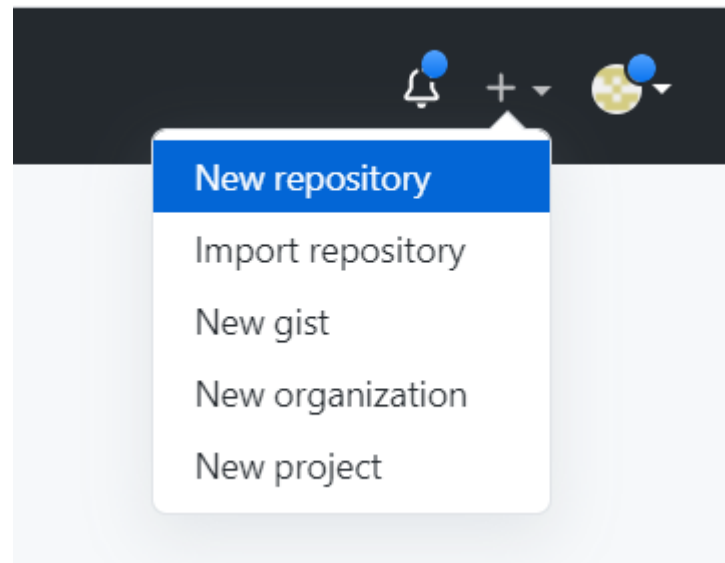 New repository
Import repository
New gist
New organization
New project